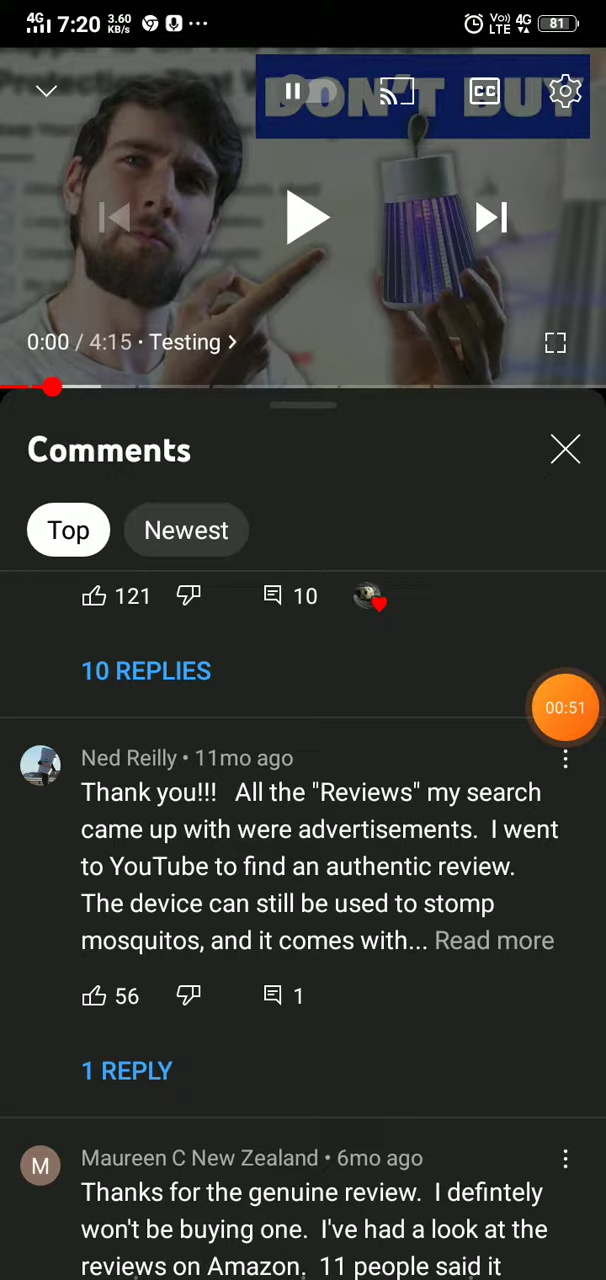 4G 7:20 3.60 KB/s ... Vo) LTE 4G 81
DON'T BUY
CC
0:00 / 4:15 • Testing >
Comments
Top Newest
121 10
10 REPLIES
00:51
Ned Reilly • 11mo ago
Thank you!!! All the "Reviews" my search
came up with were advertisements. I went
to YouTube to find an authentic review.
The device can still be used to stomp
mosquitos, and it comes with... Read more
56 1
1 REPLY
M Maureen C New Zealand • 6mo ago
Thanks for the genuine review. I defintely
won't be buying one. I've had a look at the
reviews on Amazon. 11 people said it